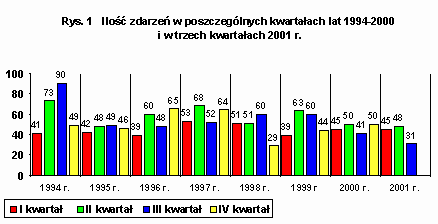 Rys. 1 Ilość zdarzeń w poszczególnych kwartałach lat 1994-2000
i w trzech kwartałach 2001 r.
100
80
60
40
20
0
41 73 90 49 42 48 49 46 39 60 48 65 53 68 52 64 51 51 60 29 39 63 60 44 45 50 41 50 45 48 31
1994 r. 1995 r. 1996 r. 1997 r. 1998 r. 1999 r. 2000 r. 2001 r.
I kwartał II kwartał III kwartał IV kwartał